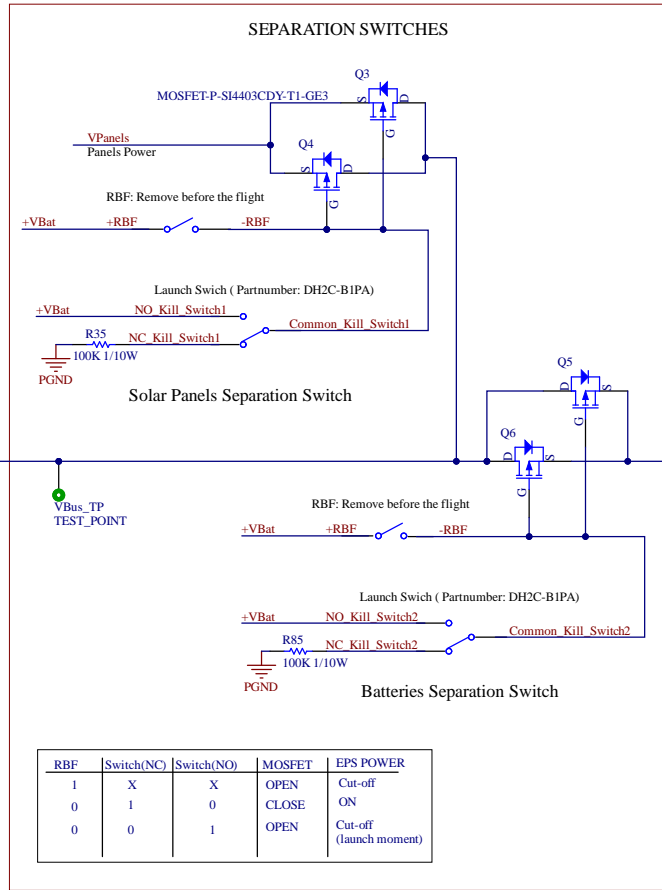 SEPARATION SWITCHES
Q3
MOSFET-P-SI4403CDY-T1-GE3
S
D
G
VPanels
Panels Power
Q4
S
D
G
RBF: Remove before the flight
+VBat
+RBF
-RBF
Launch Swich ( Partnumber: DH2C-B1PA)
+VBat
NO_Kill_Switch1
Common_Kill_Switch1
R35
NC_Kill_Switch1
100K 1/10W
PGND
Solar Panels Separation Switch
Q5
D
S
G
Q6
D
S
G
VBus_TP
TEST_POINT
RBF: Remove before the flight
+VBat
+RBF
-RBF
Launch Swich ( Partnumber: DH2C-B1PA)
+VBat
NO_Kill_Switch2
Common_Kill_Switch2
R85
NC_Kill_Switch2
100K 1/10W
PGND
Batteries Separation Switch
RBF Switch(NC) Switch(NO) MOSFET EPS POWER
1 X X OPEN Cut-off
0 1 0 CLOSE ON
0 0 1 OPEN Cut-off
(launch moment)